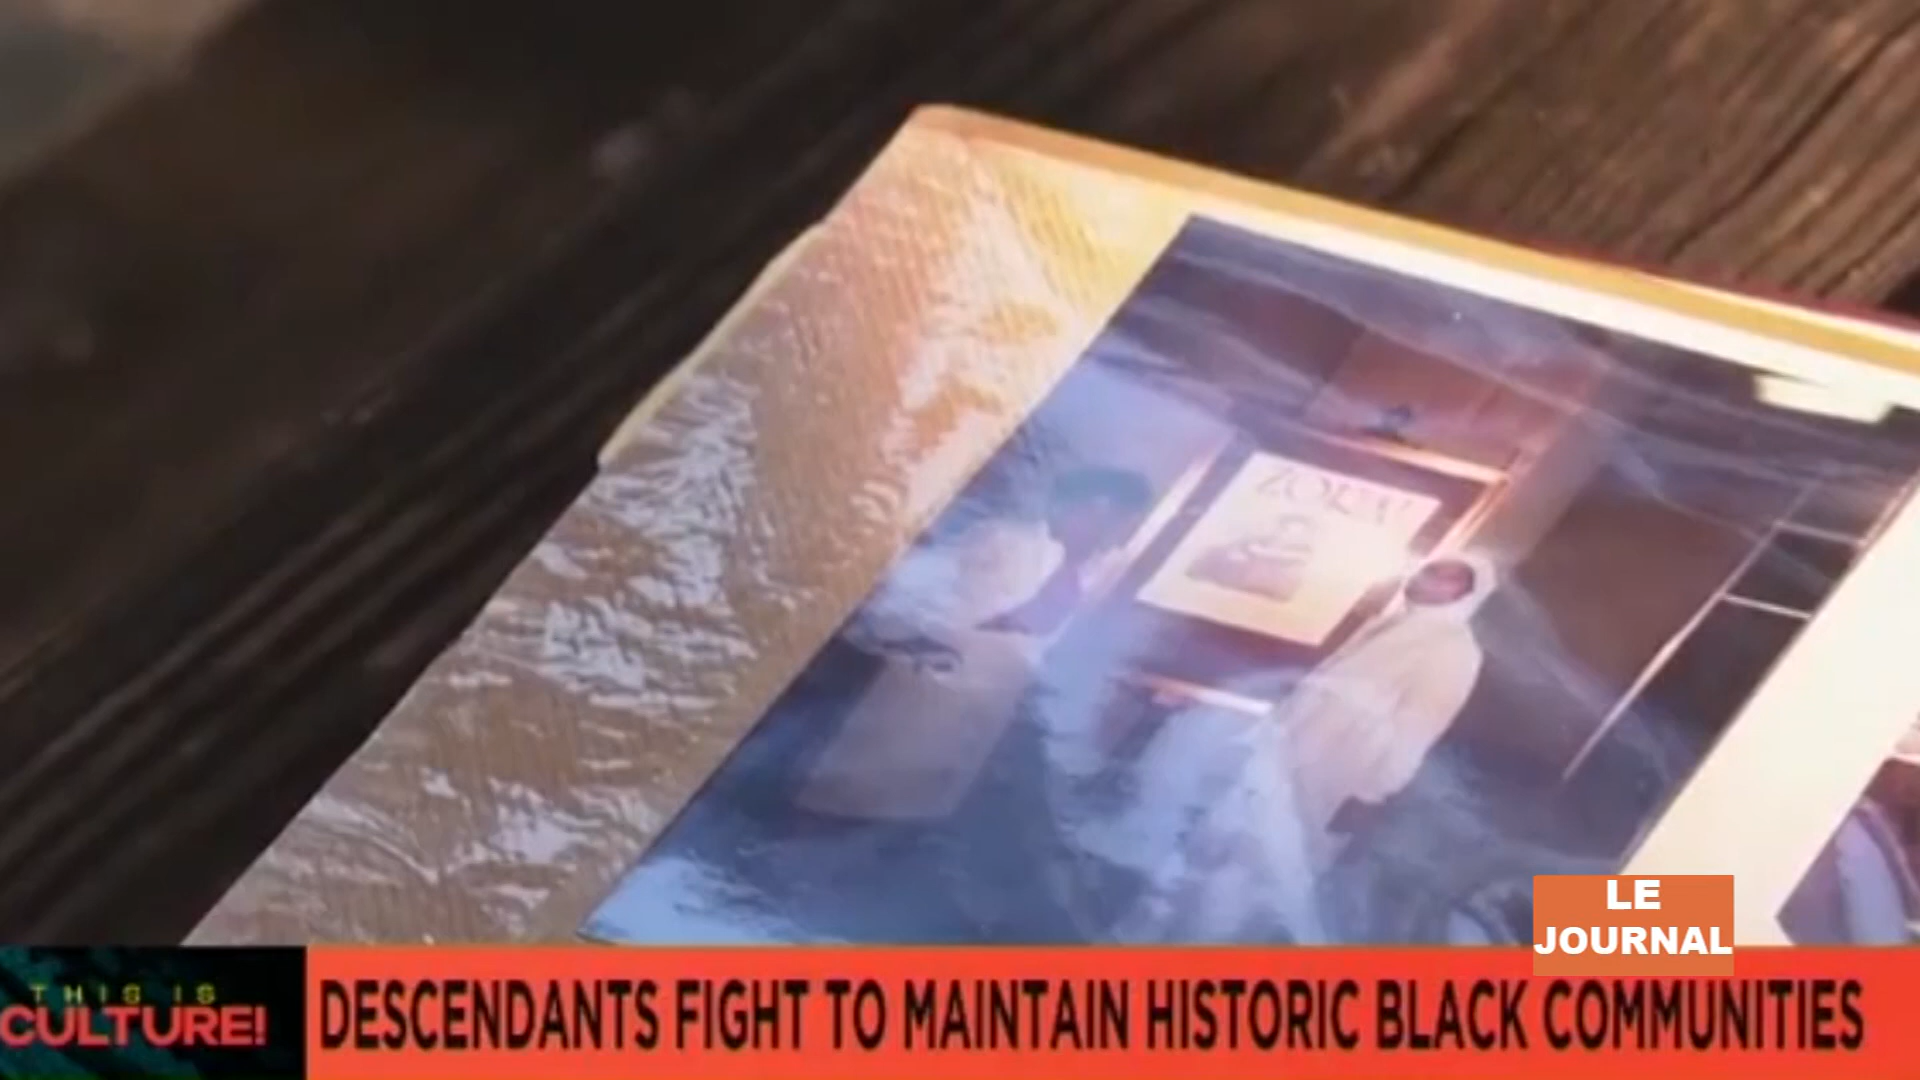 LE
JOURNAL
THIS IS
CULTURE!
DESCENDANTS FIGHT TO MAINTAIN HISTORIC BLACK COMMUNITIES